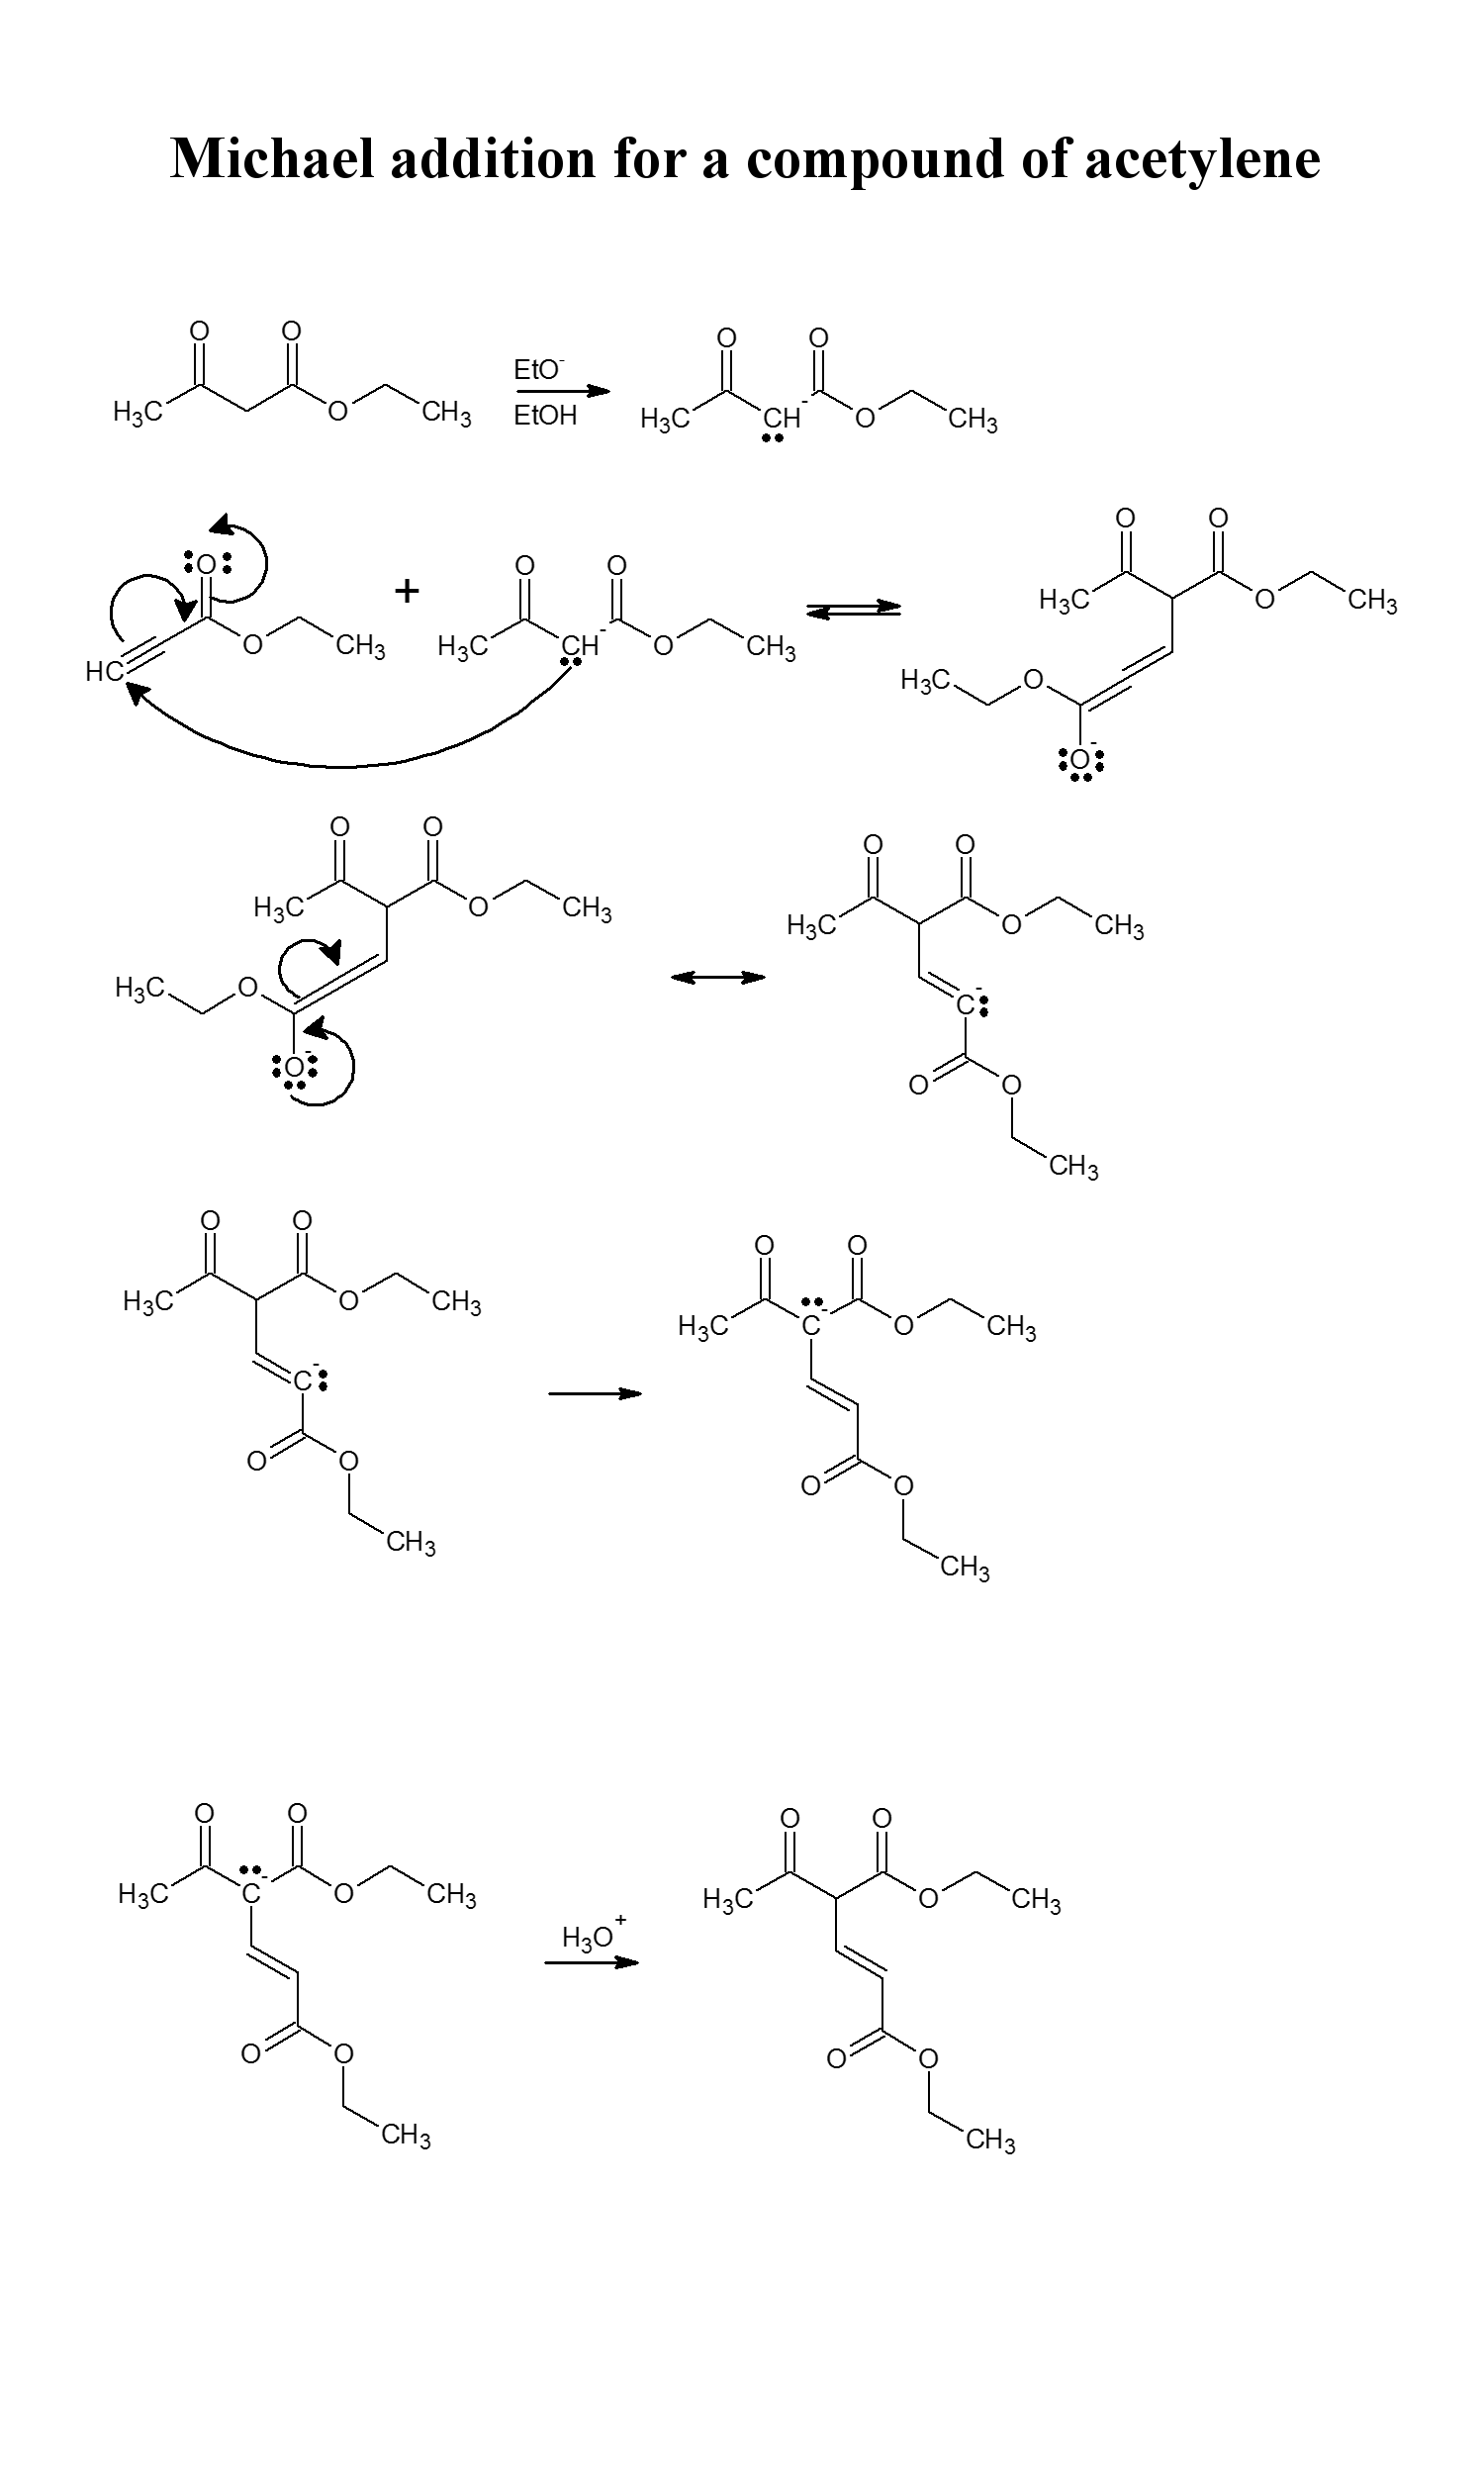 Michael addition for a compound of acetylene
O O O O
EtO-
H3C O CH3 EtOH H3C CH- O CH3
O O
O O O
+
H3C O CH3
O CH3 H3C CH- O CH3
HC H3C O
O-
O O O O
H3C O CH3 H3C O CH3
H3C O C-
O-
O O
CH3
O O O O
H3C O CH3 H3C C- O CH3
C-
O O O O
CH3 CH3
O O O O
H3C C- O CH3 H3C O CH3
H3O+
O O O O
CH3 CH3